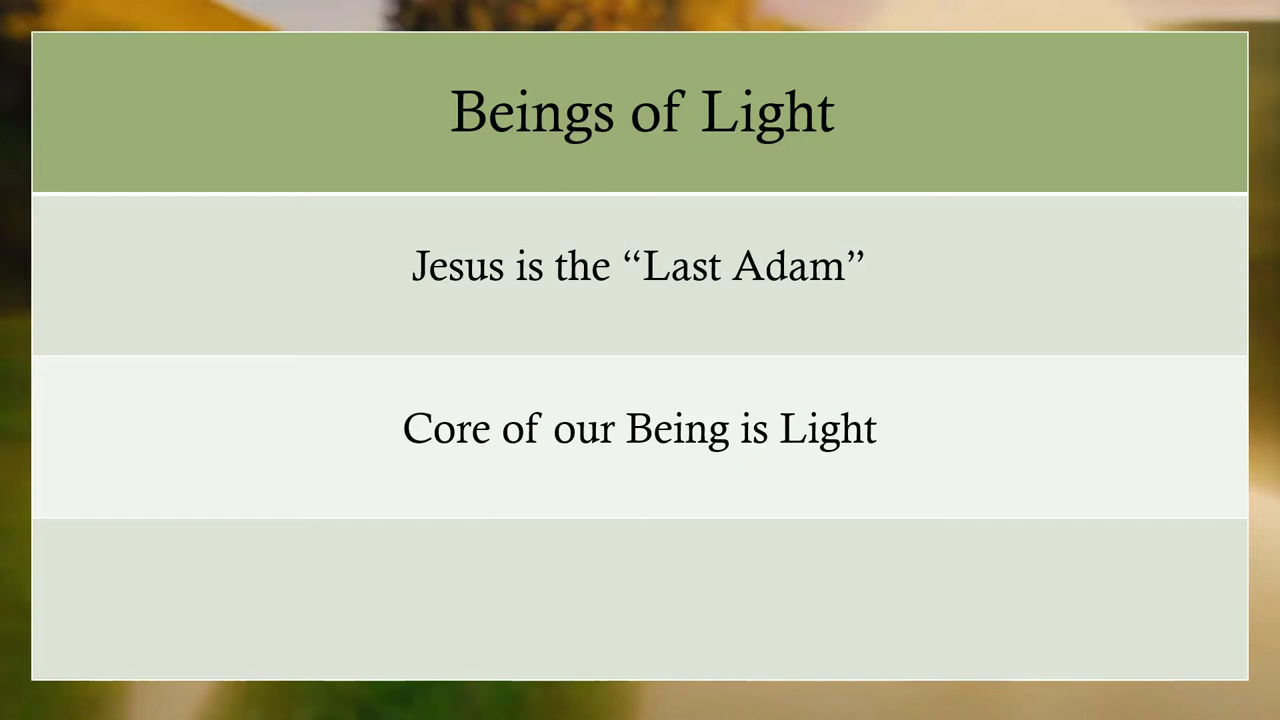 Beings of Light
Jesus is the “Last Adam”
Core of our Being is Light